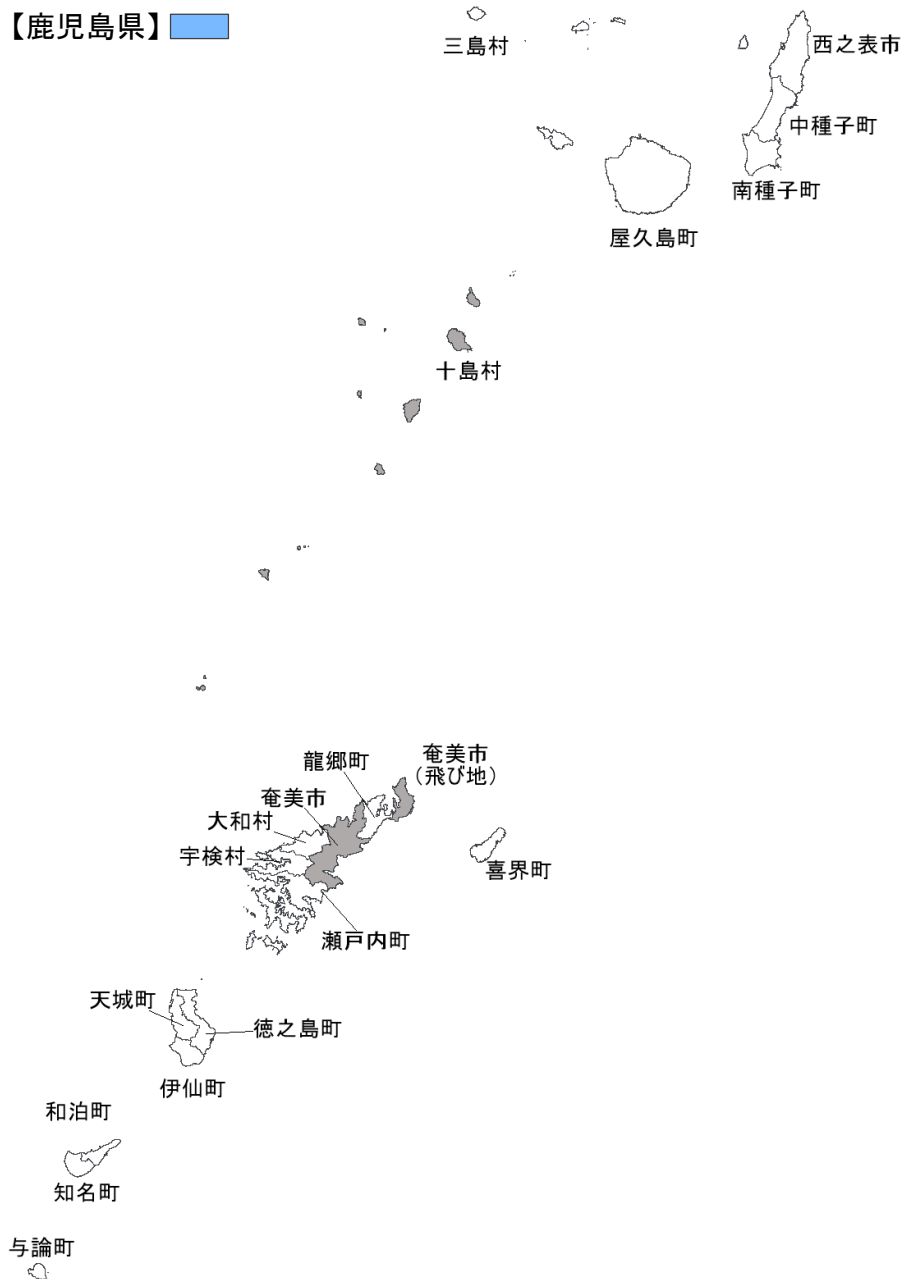 【鹿児島県】
三島村
西之表市
中種子町
南種子町
屋久島町
十島村
龍郷町
奄美市
（飛び地）
奄美市
大和村
宇検村
喜界町
瀬戸内町
天城町
徳之島町
伊仙町
和泊町
知名町
与論町